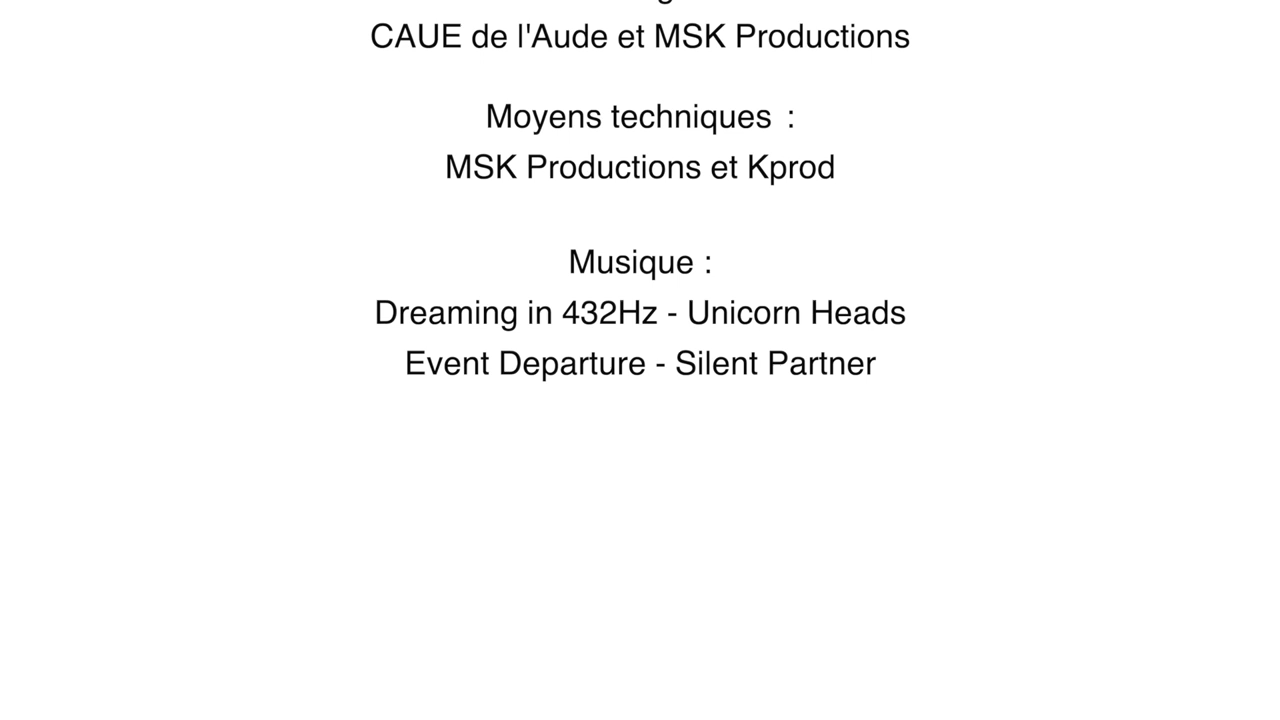 CAUE de l'Aude et MSK Productions
Moyens techniques :
MSK Productions et Kprod
Musique :
Dreaming in 432Hz - Unicorn Heads
Event Departure - Silent Partner